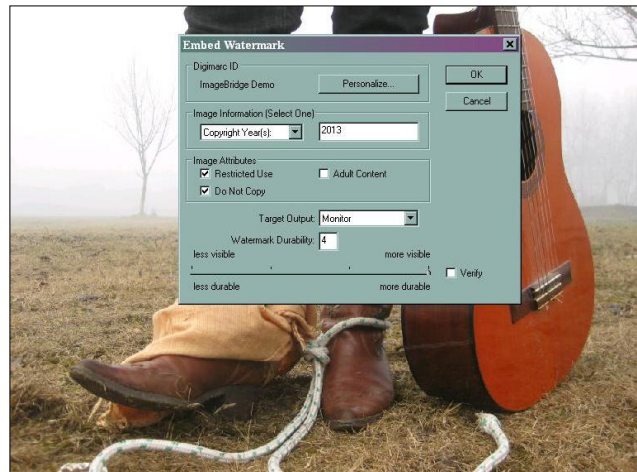 Embed Watermark
Digimarc ID
ImageBridge Demo
Personalize...
OK
Cancel
Image Information (Select One)
Copyright Year(s):
2013
Image Attributes
Restricted Use
Adult Content
Do Not Copy
Target Output: Monitor
Watermark Durability: 4
less visible more visible
Verify
less durable more durable